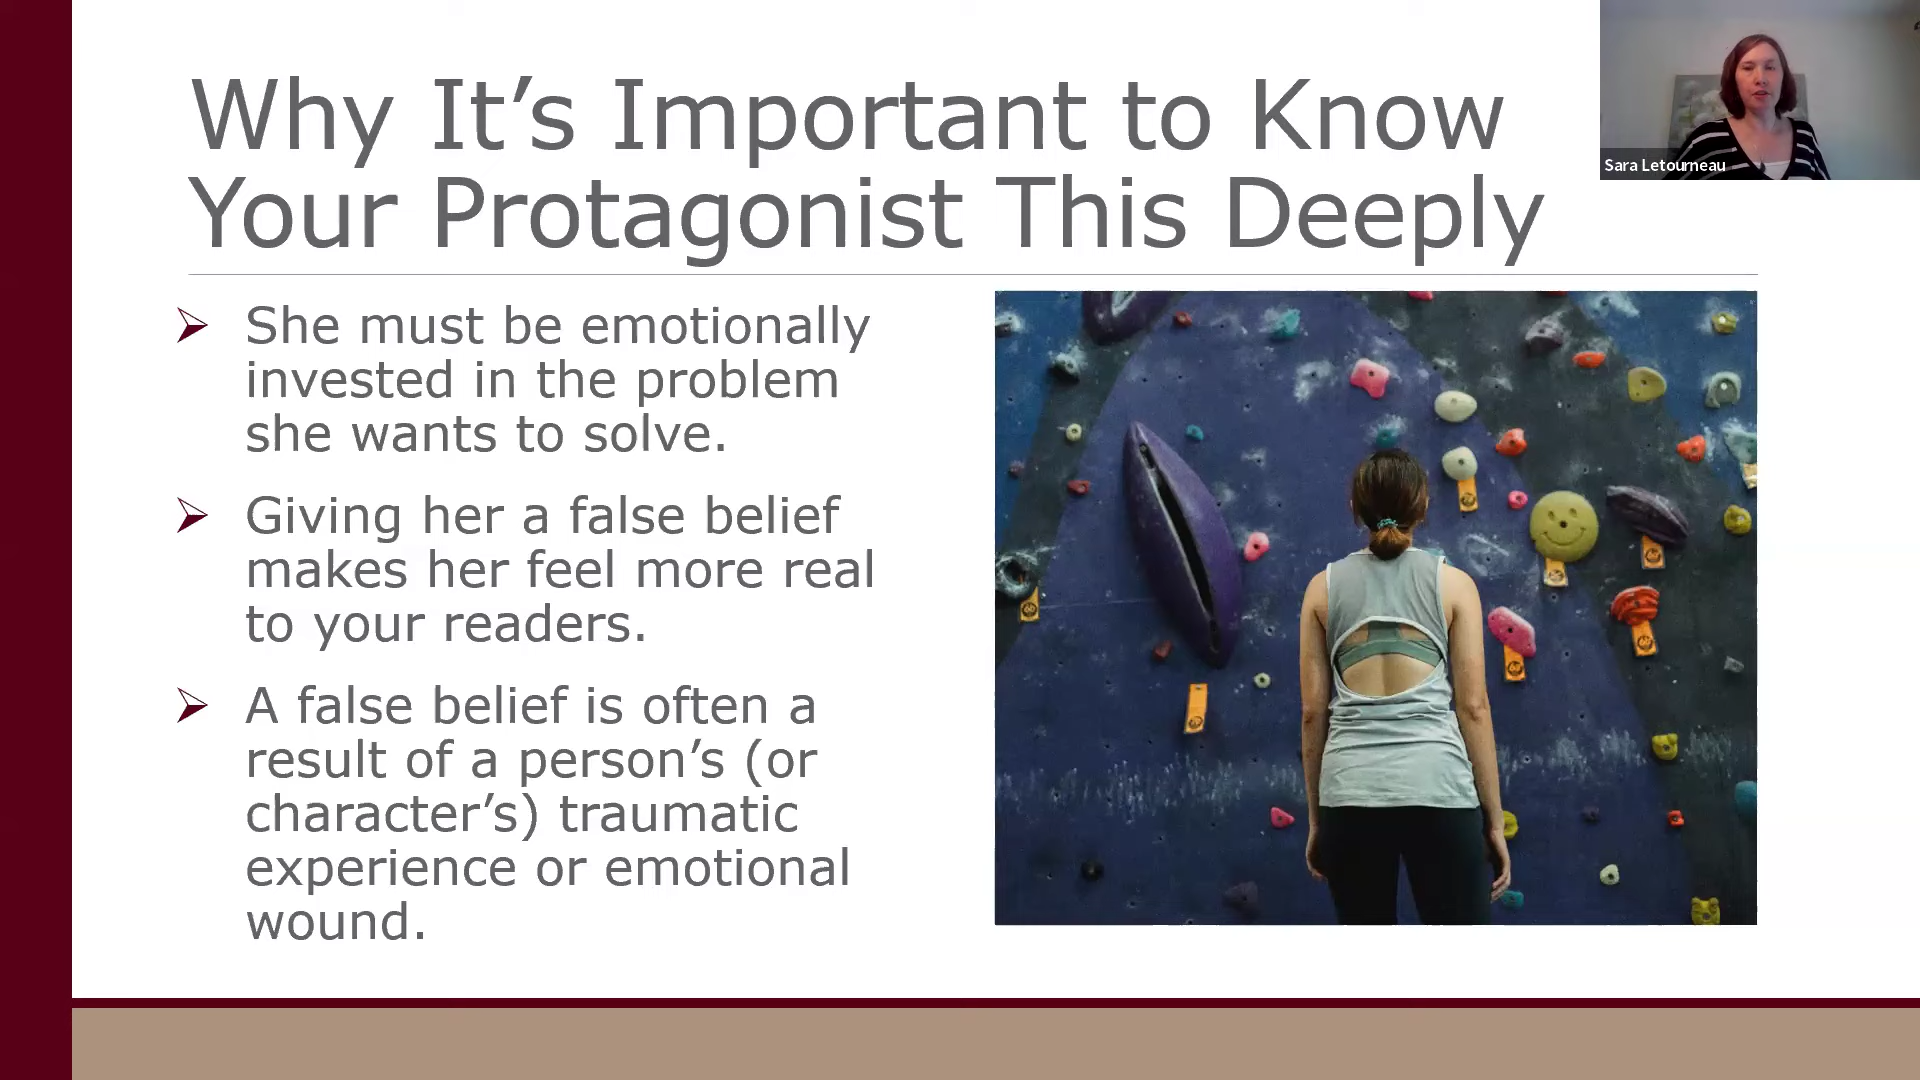 Why It’s Important to Know
Your Protagonist This Deeply
Sara Letourneau
She must be emotionally
invested in the problem
she wants to solve.
Giving her a false belief
makes her feel more real
to your readers.
A false belief is often a
result of a person’s (or
character’s) traumatic
experience or emotional
wound.